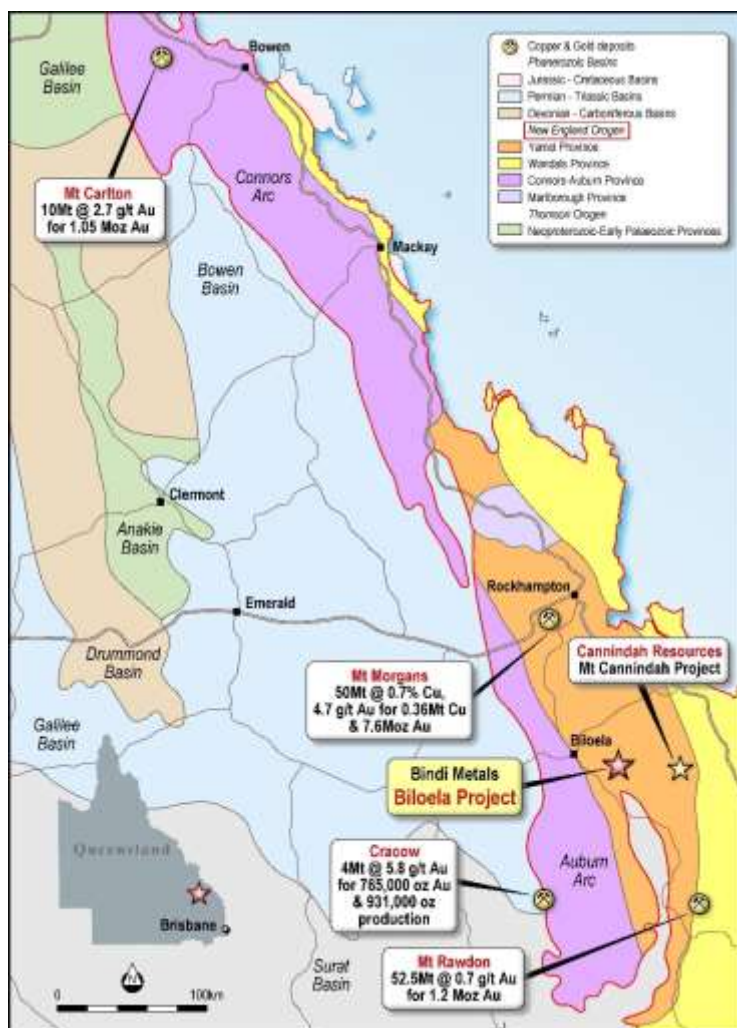 Galilee
Basin
Bowen
Copper & Gold deposits
Phanerozoic Basins
Jurassic - Cretaceous Basins
Permian - Triassic Basins
Devonian - Carboniferous Basins
New England Orogen
Yarrol Province
Wandilla Province
Connors-Auburn Province
Marlborough Province
Thomson Orogen
Neoproterozoic-Early Palaeozoic Provinces
Mt Carlton
10Mt @ 2.7 g/t Au
for 1.05 Moz Au
Connors
Arc
Mackay
Bowen
Basin
Clermont
Anakie
Basin
Emerald
Rockhampton
Drummond
Basin
Mt Morgans
50Mt @ 0.7% Cu,
4.7 g/t Au for 0.36Mt Cu
& 7.6Moz Au
Cannindah Resources
Mt Cannindah Project
Galilee
Basin
Biloela
Bindi Metals
Biloela Project
Queensland
Brisbane
Cracow
4Mt @ 5.8 g/t Au
for 765,000 oz Au
& 931,000 oz
production
Auburn
Arc
Mt Rawdon
52.5Mt @ 0.7 g/t Au
for 1.2 Moz Au
Surat
Basin
N
0 100km